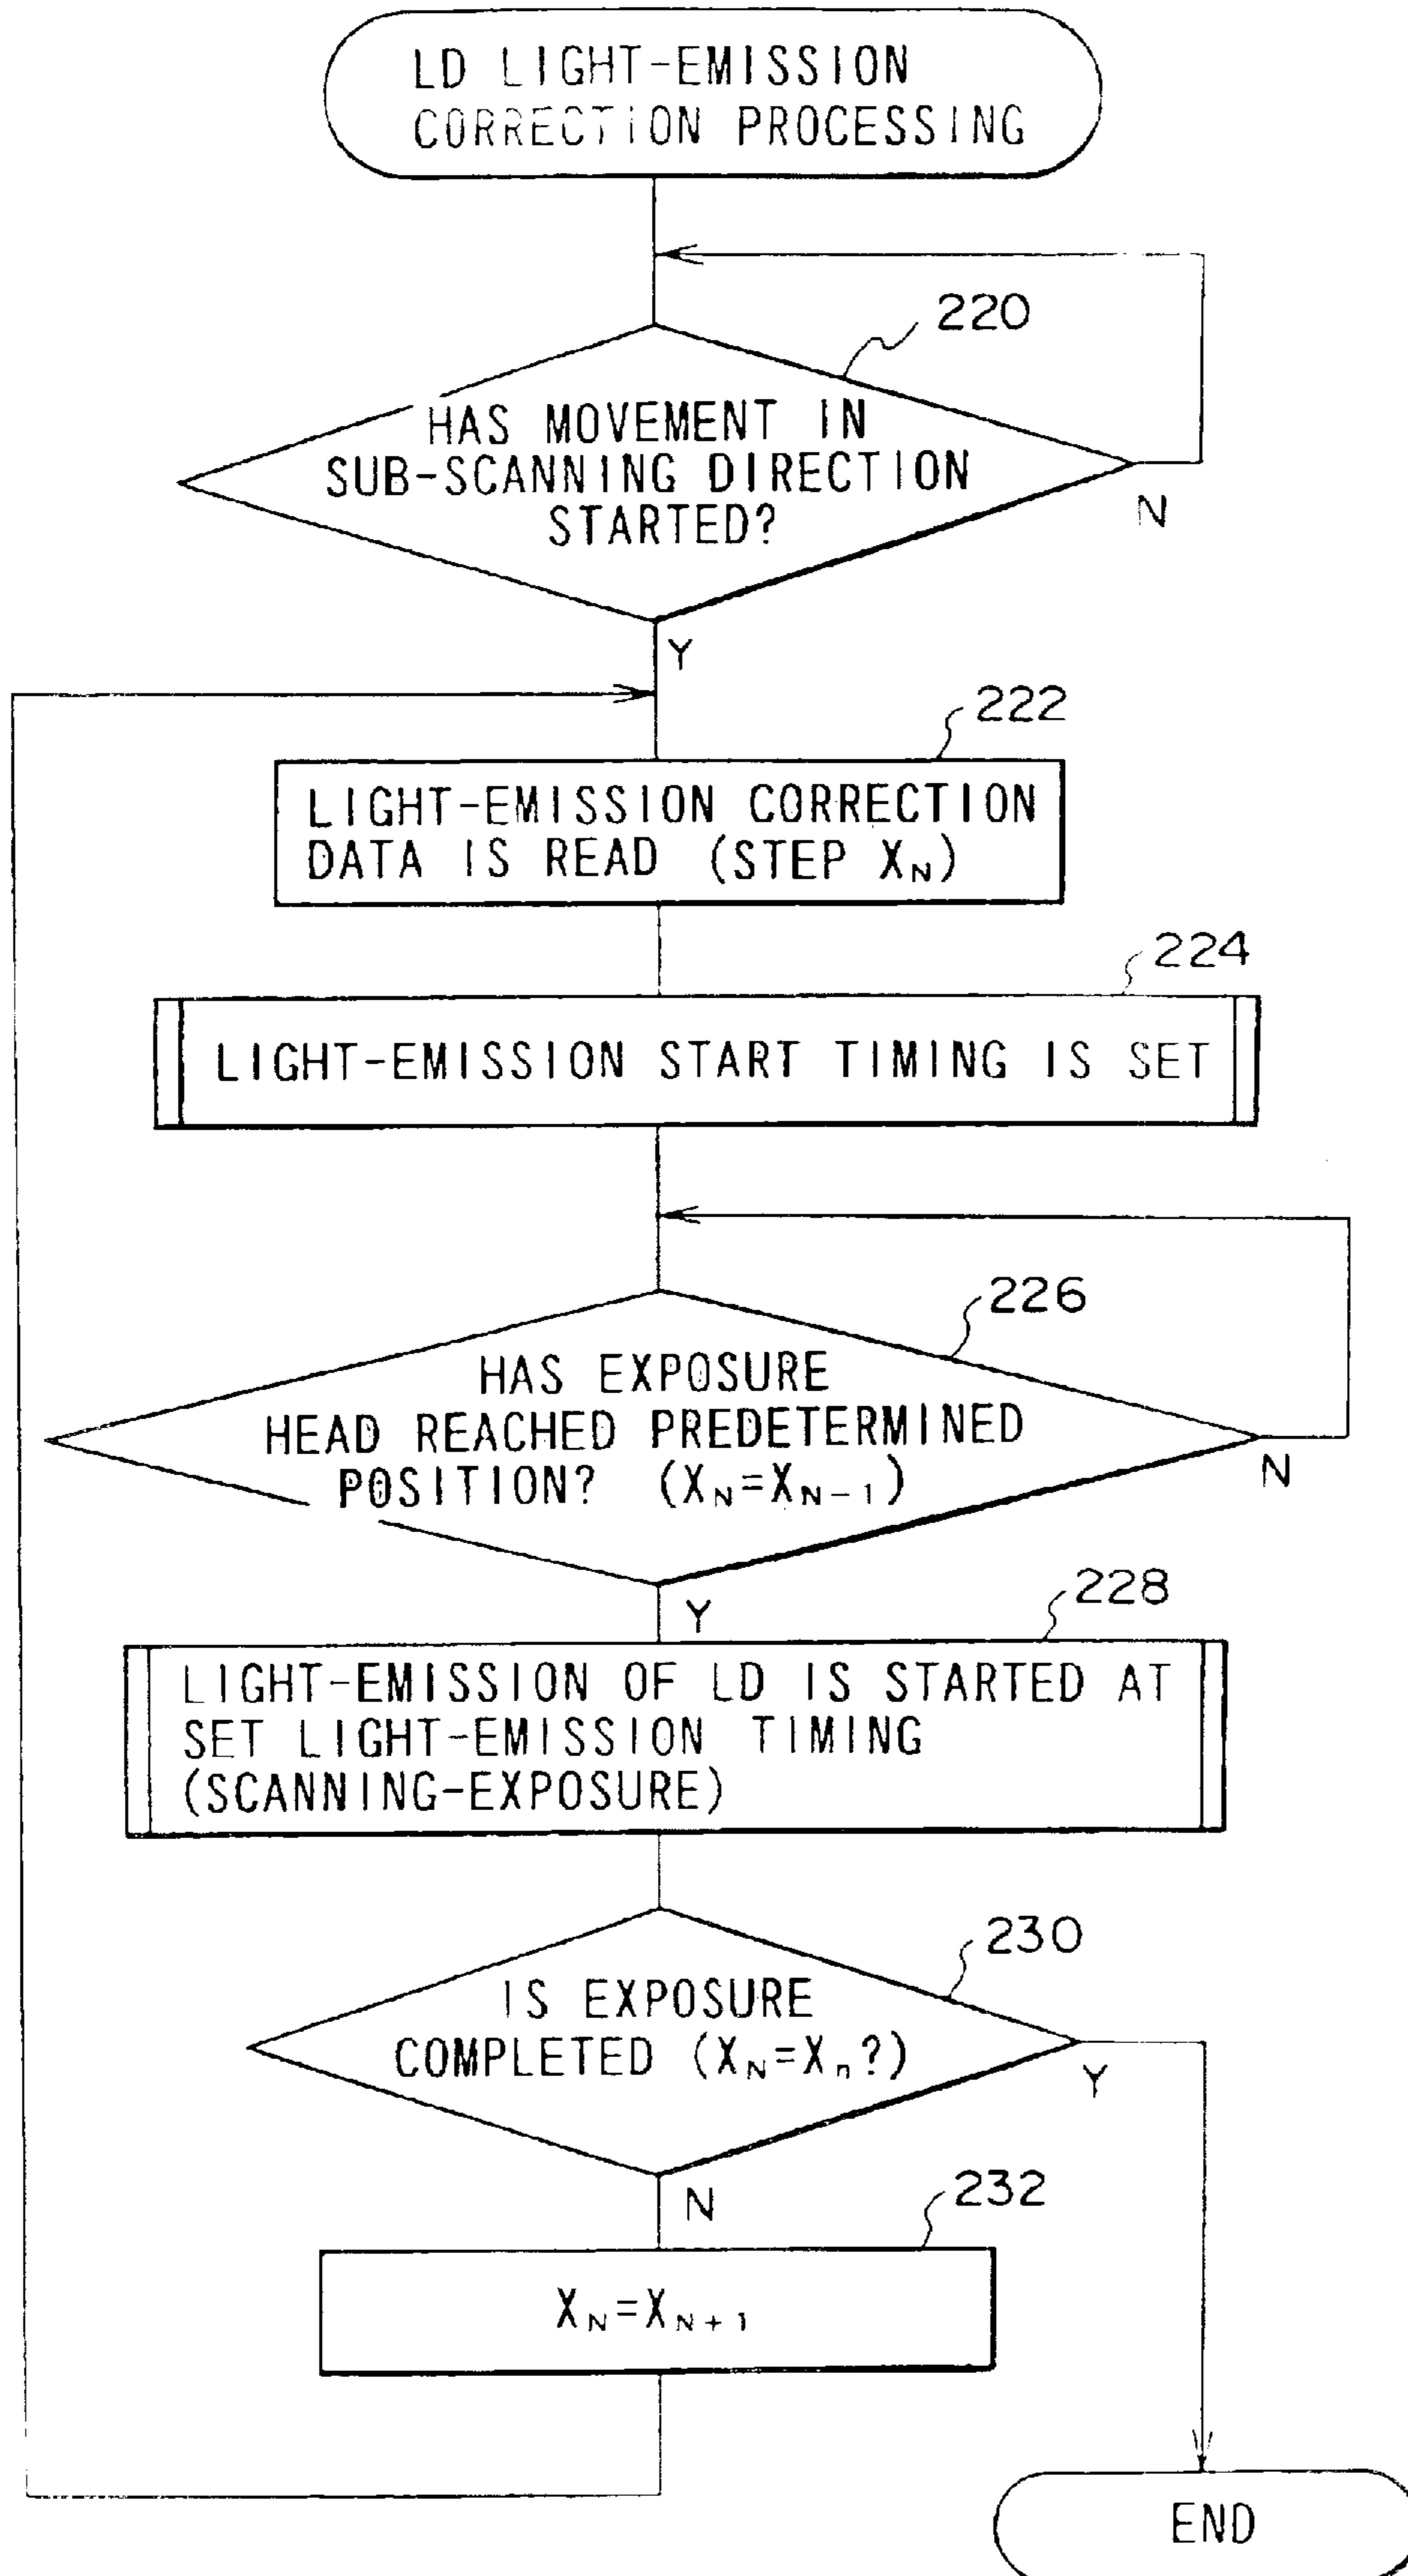 LD LIGHT-EMISSION
CORRECTION PROCESSING
220
HAS MOVEMENT IN
SUB-SCANNING DIRECTION
STARTED?
N
Y
222
LIGHT-EMISSION CORRECTION
DATA IS READ (STEP X_N)
224
LIGHT-EMISSION START TIMING IS SET
226
HAS EXPOSURE
HEAD REACHED PREDETERMINED
POSITION? (X_N=X_N-1)
N
Y
228
LIGHT-EMISSION OF LD IS STARTED AT
SET LIGHT-EMISSION TIMING
(SCANNING-EXPOSURE)
230
IS EXPOSURE
COMPLETED (X_N=X_n?)
Y
N
232
X_N=X_N+1
END